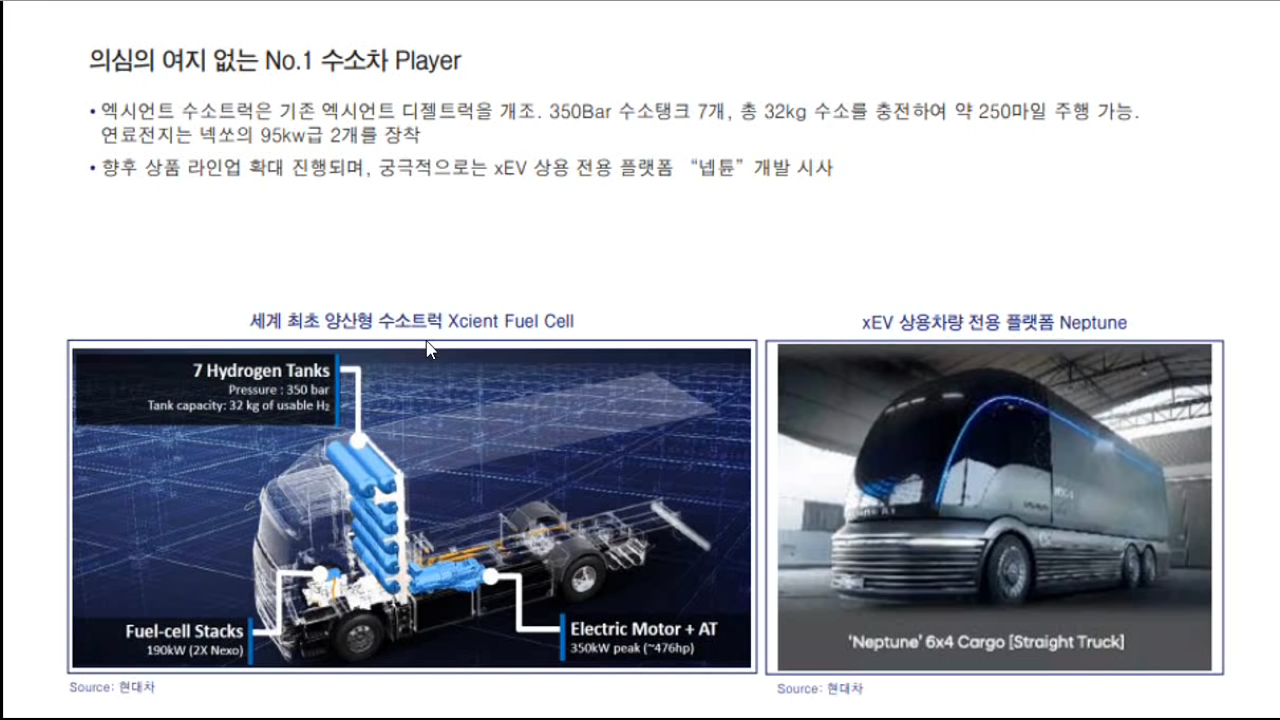 의심의 여지 없는 No.1 수소차 Player
• 엑시언트 수소트럭은 기존 엑시언트 디젤트럭을 개조. 350Bar 수소탱크 7개, 총 32kg 수소를 충전하여 약 250마일 주행 가능.
연료전지는 넥쏘의 95kw급 2개를 장착
• 향후 상품 라인업 확대 진행되며, 궁극적으로는 xEV 상용 전용 플랫폼 “넵튠” 개발 시사
세계 최초 양산형 수소트럭 Xcient Fuel Cell
7 Hydrogen Tanks
Pressure : 350 bar
Tank capacity: 32 kg of usable H₂
Fuel-cell Stacks
190kW (2X Nexo)
Electric Motor + AT
350kW peak (~476hp)
Source: 현대차
xEV 상용차량 전용 플랫폼 Neptune
‘Neptune’ 6x4 Cargo [Straight Truck]
Source: 현대차